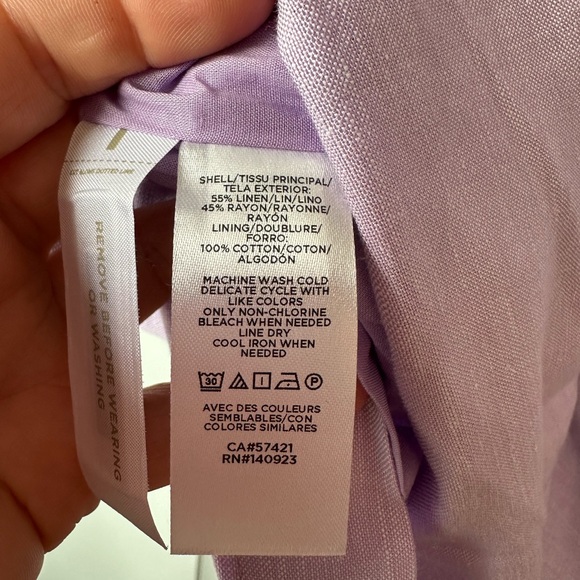 SHELL/TISSU PRINCIPAL/
TELA EXTERIOR:
55% LINEN/LIN/LINO
45% RAYON/RAYONNE/
RAYÓN
LINING/DOUBLURE/
FORRO:
100% COTTON/COTON/
ALGODÓN
MACHINE WASH COLD
DELICATE CYCLE WITH
LIKE COLORS
ONLY NON-CHLORINE
BLEACH WHEN NEEDED
LINE DRY
COOL IRON WHEN
NEEDED
30 P
AVEC DES COULEURS
SEMBLABLES/CON
COLORES SIMILARES
CA#57421
RN#140923
REMOVE BEFORE WEARING
OR WASHING
DOTTED LINE